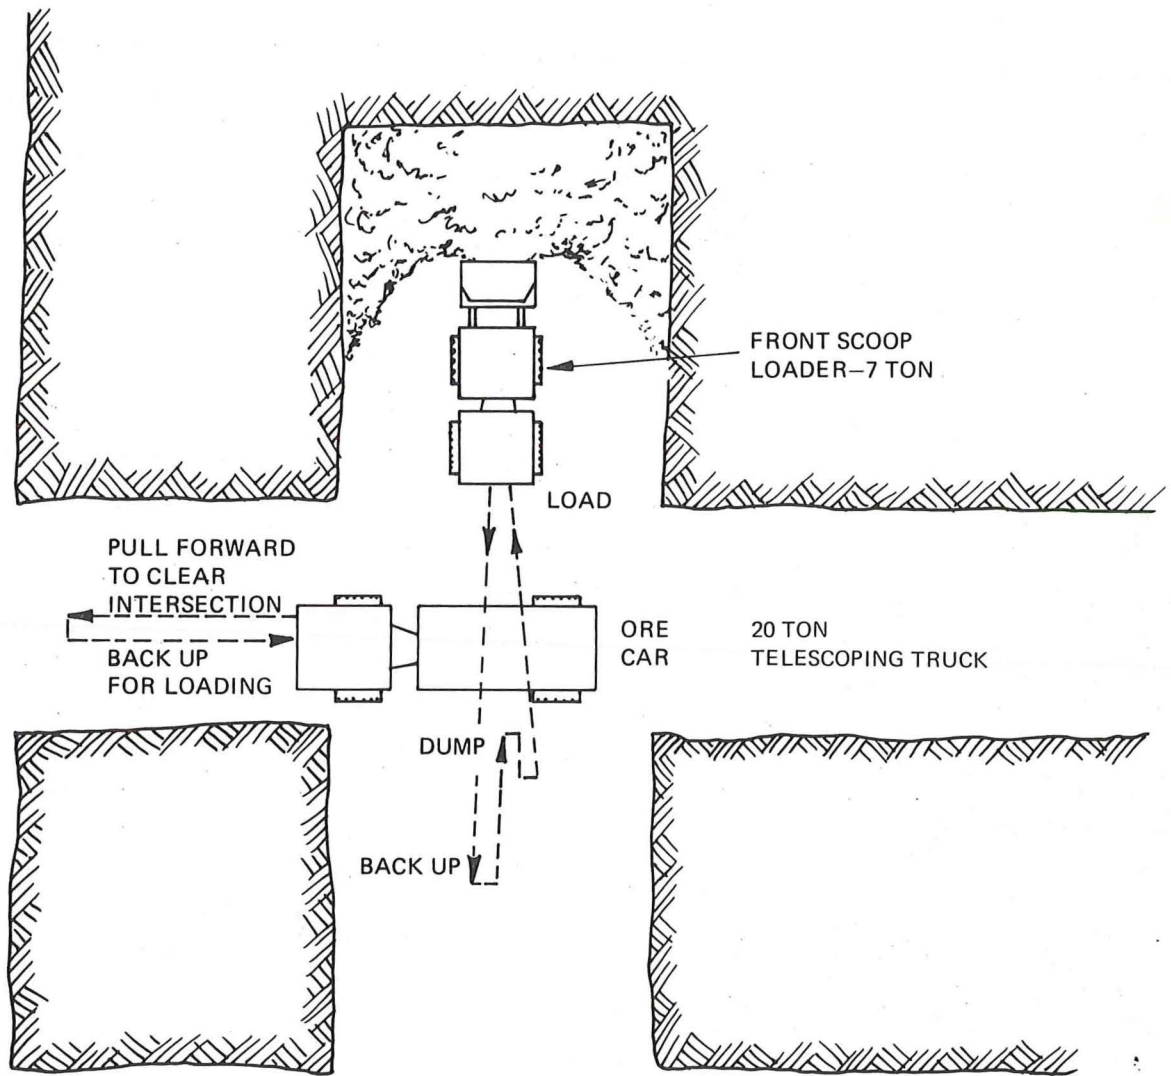 FRONT SCOOP
LOADER–7 TON
LOAD
PULL FORWARD
TO CLEAR
INTERSECTION
BACK UP
FOR LOADING
ORE
CAR
20 TON
TELESCOPING TRUCK
DUMP
BACK UP